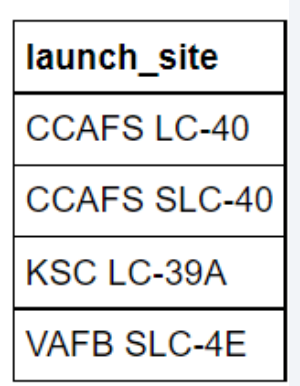 launch_site
CCAFS LC-40
CCAFS SLC-40
KSC LC-39A
VAFB SLC-4E